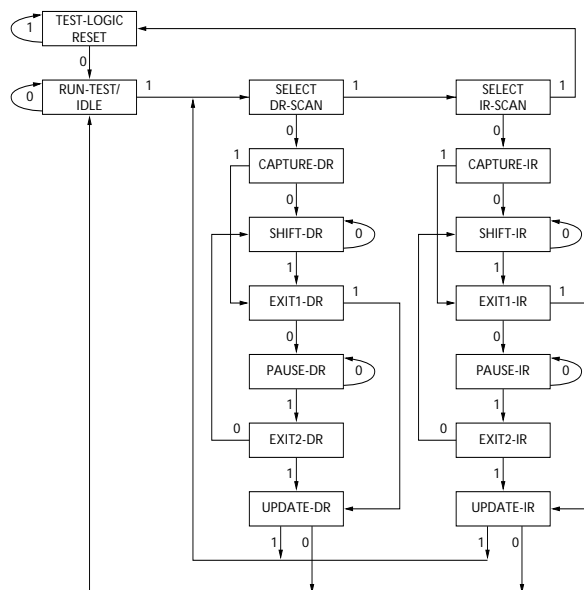 TEST-LOGIC
RESET
1
0
RUN-TEST/
IDLE
0
1
SELECT
DR-SCAN
1
SELECT
IR-SCAN
1
0
0
1
CAPTURE-DR
1
CAPTURE-IR
0
0
SHIFT-DR
0
SHIFT-IR
0
1
1
EXIT1-DR
1
EXIT1-IR
1
0
0
PAUSE-DR
0
PAUSE-IR
0
1
1
0
EXIT2-DR
0
EXIT2-IR
1
1
UPDATE-DR
UPDATE-IR
1
0
1
0